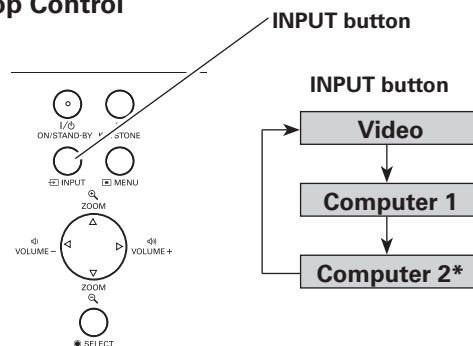 op Control
INPUT button
INPUT button
ON/STAND-BY
STONE
INPUT
MENU
ZOOM
VOLUME –
VOLUME +
ZOOM
SELECT
Video
Computer 1
Computer 2*